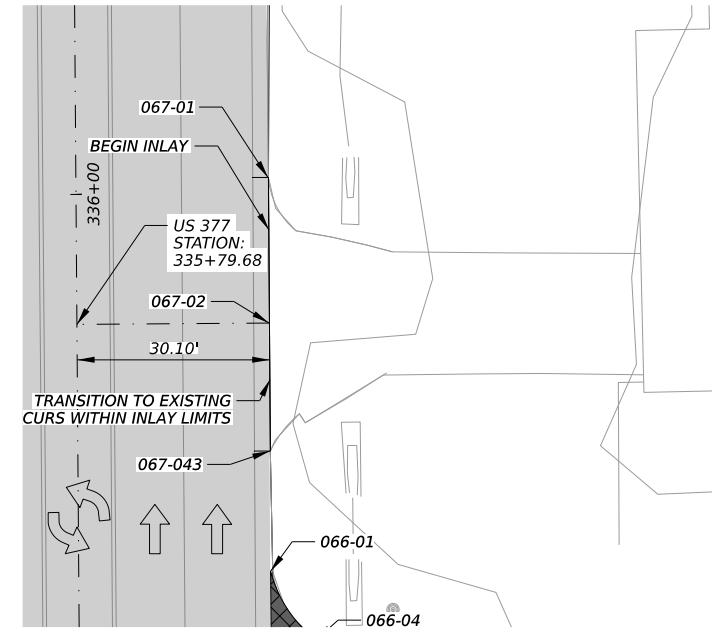 067-01
BEGIN INLAY
336+00
US 377
STATION:
335+79.68
067-02
30.10'
TRANSITION TO EXISTING
CURS WITHIN INLAY LIMITS
067-043
066-01
066-04